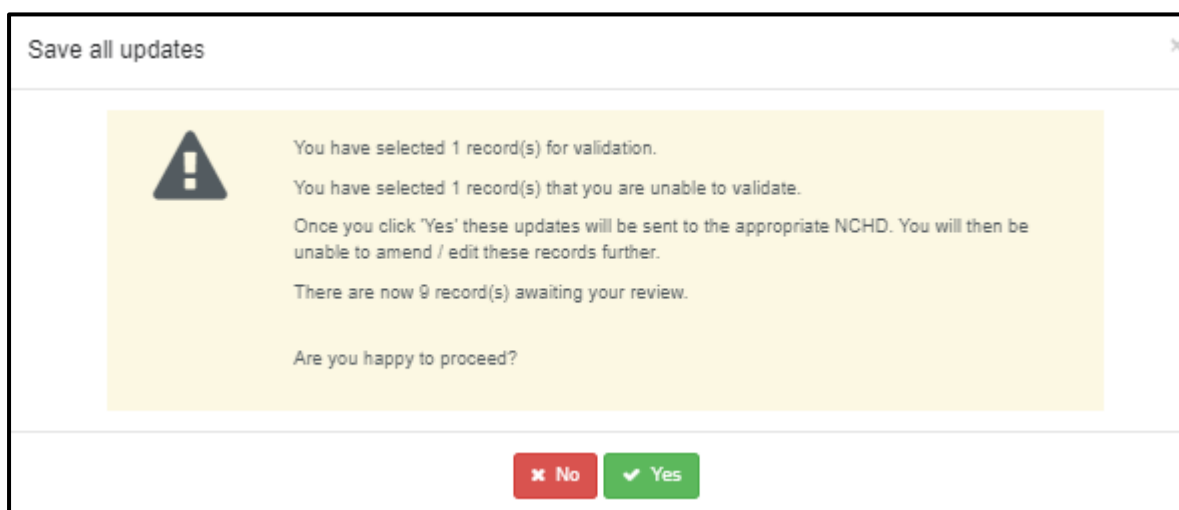 Save all updates
You have selected 1 record(s) for validation.
You have selected 1 record(s) that you are unable to validate.
Once you click 'Yes' these updates will be sent to the appropriate NCHD. You will then be
unable to amend / edit these records further.
There are now 9 record(s) awaiting your review.
Are you happy to proceed?
No
Yes